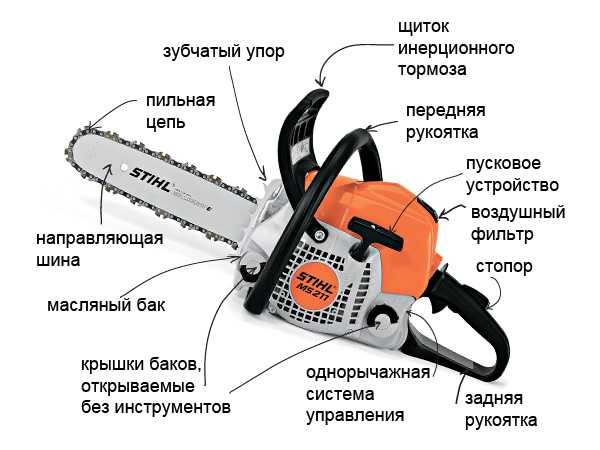 щиток
инерционного
тормоза
зубчатый упор
пильная
цепь
передняя
рукоятка
пусковое
устройство
воздушный
фильтр
стопор
направляющая
шина
масляный бак
крышки баков,
открываемые
без инструментов
однорычажная
система
управления
задняя
рукоятка
STIHL
STIHL
MS 211